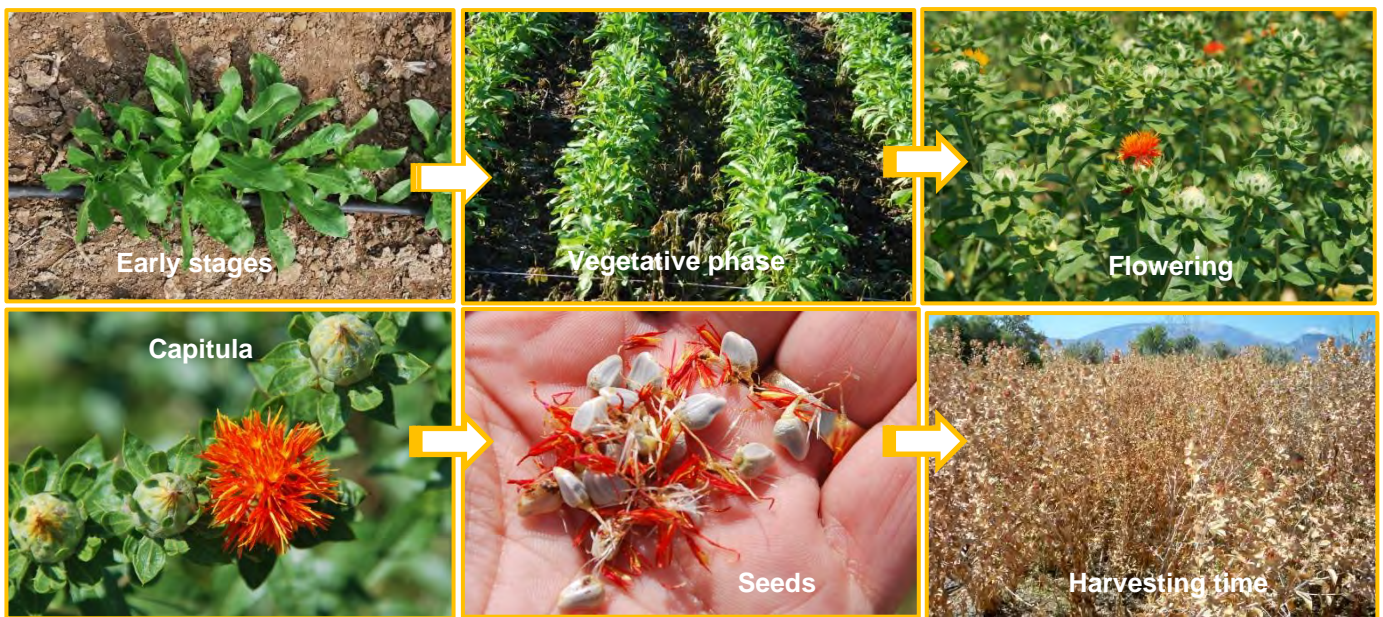 Early stages
Vegetative phase
Flowering
Capitula
Seeds
Harvesting time